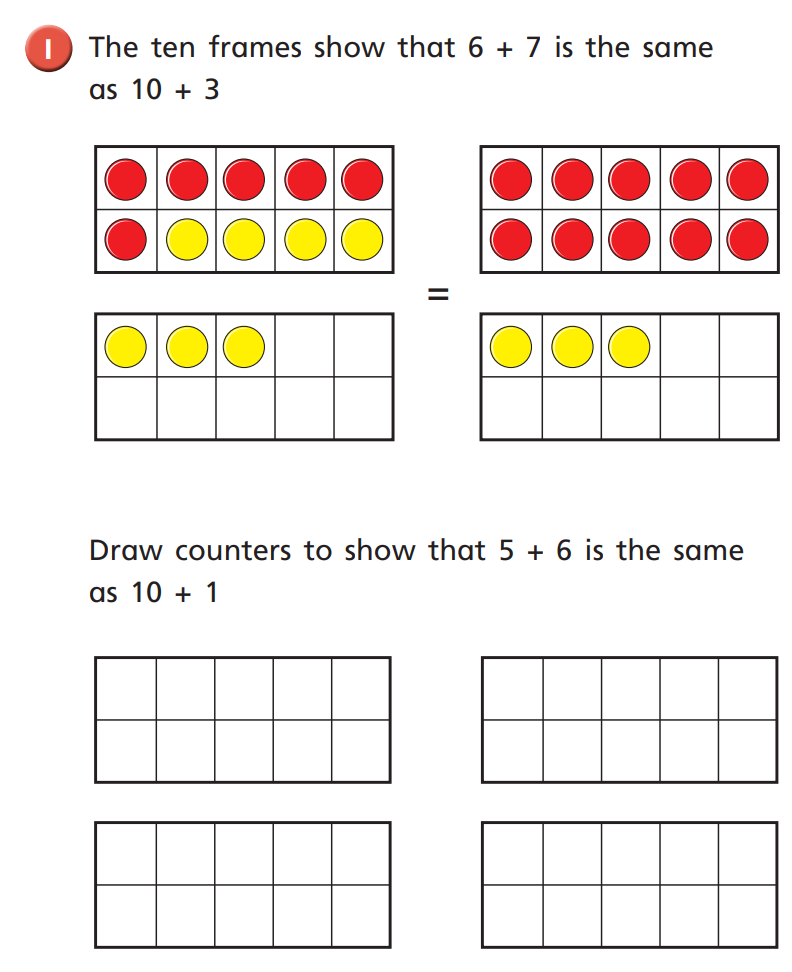 1 The ten frames show that 6 + 7 is the same
as 10 + 3
=
Draw counters to show that 5 + 6 is the same
as 10 + 1